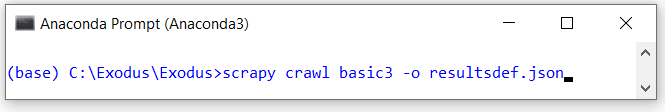 Anaconda Prompt (Anaconda3)
(base) C:\Exodus\Exodus>scrapy crawl basic3 -o resultsdef.json